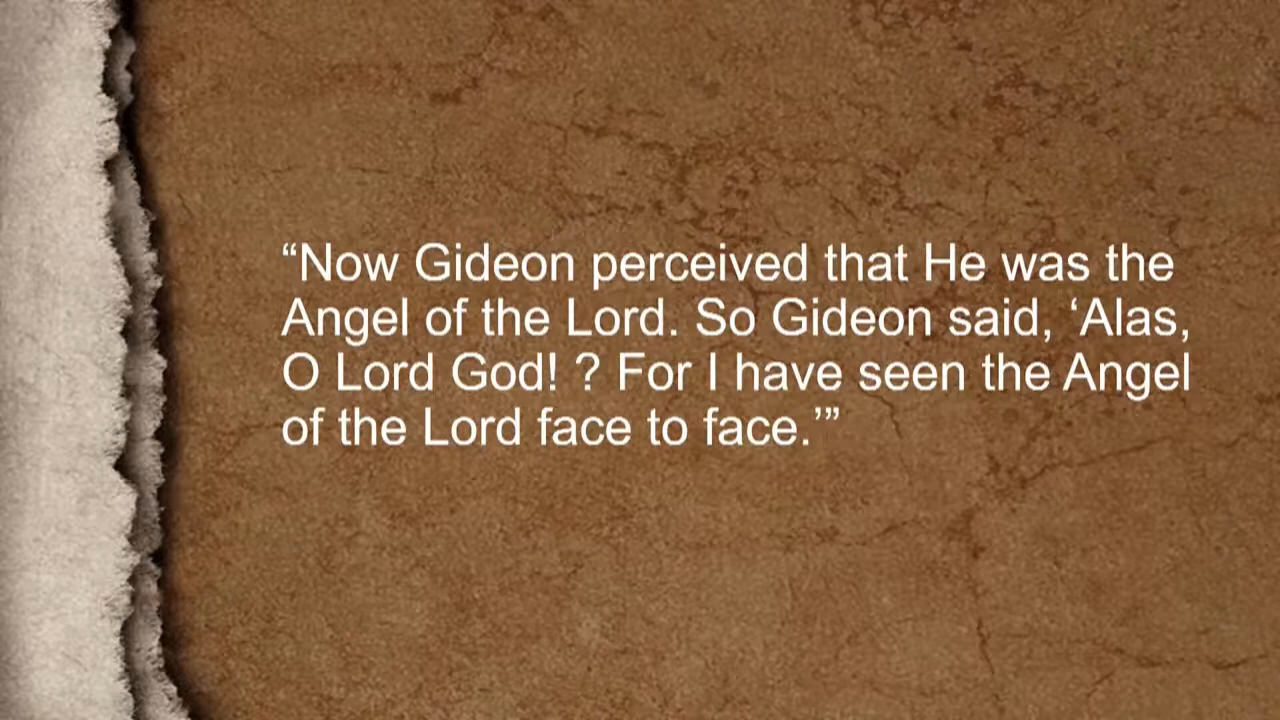 “Now Gideon perceived that He was the
Angel of the Lord. So Gideon said, ‘Alas,
O Lord God! ? For I have seen the Angel
of the Lord face to face.’”